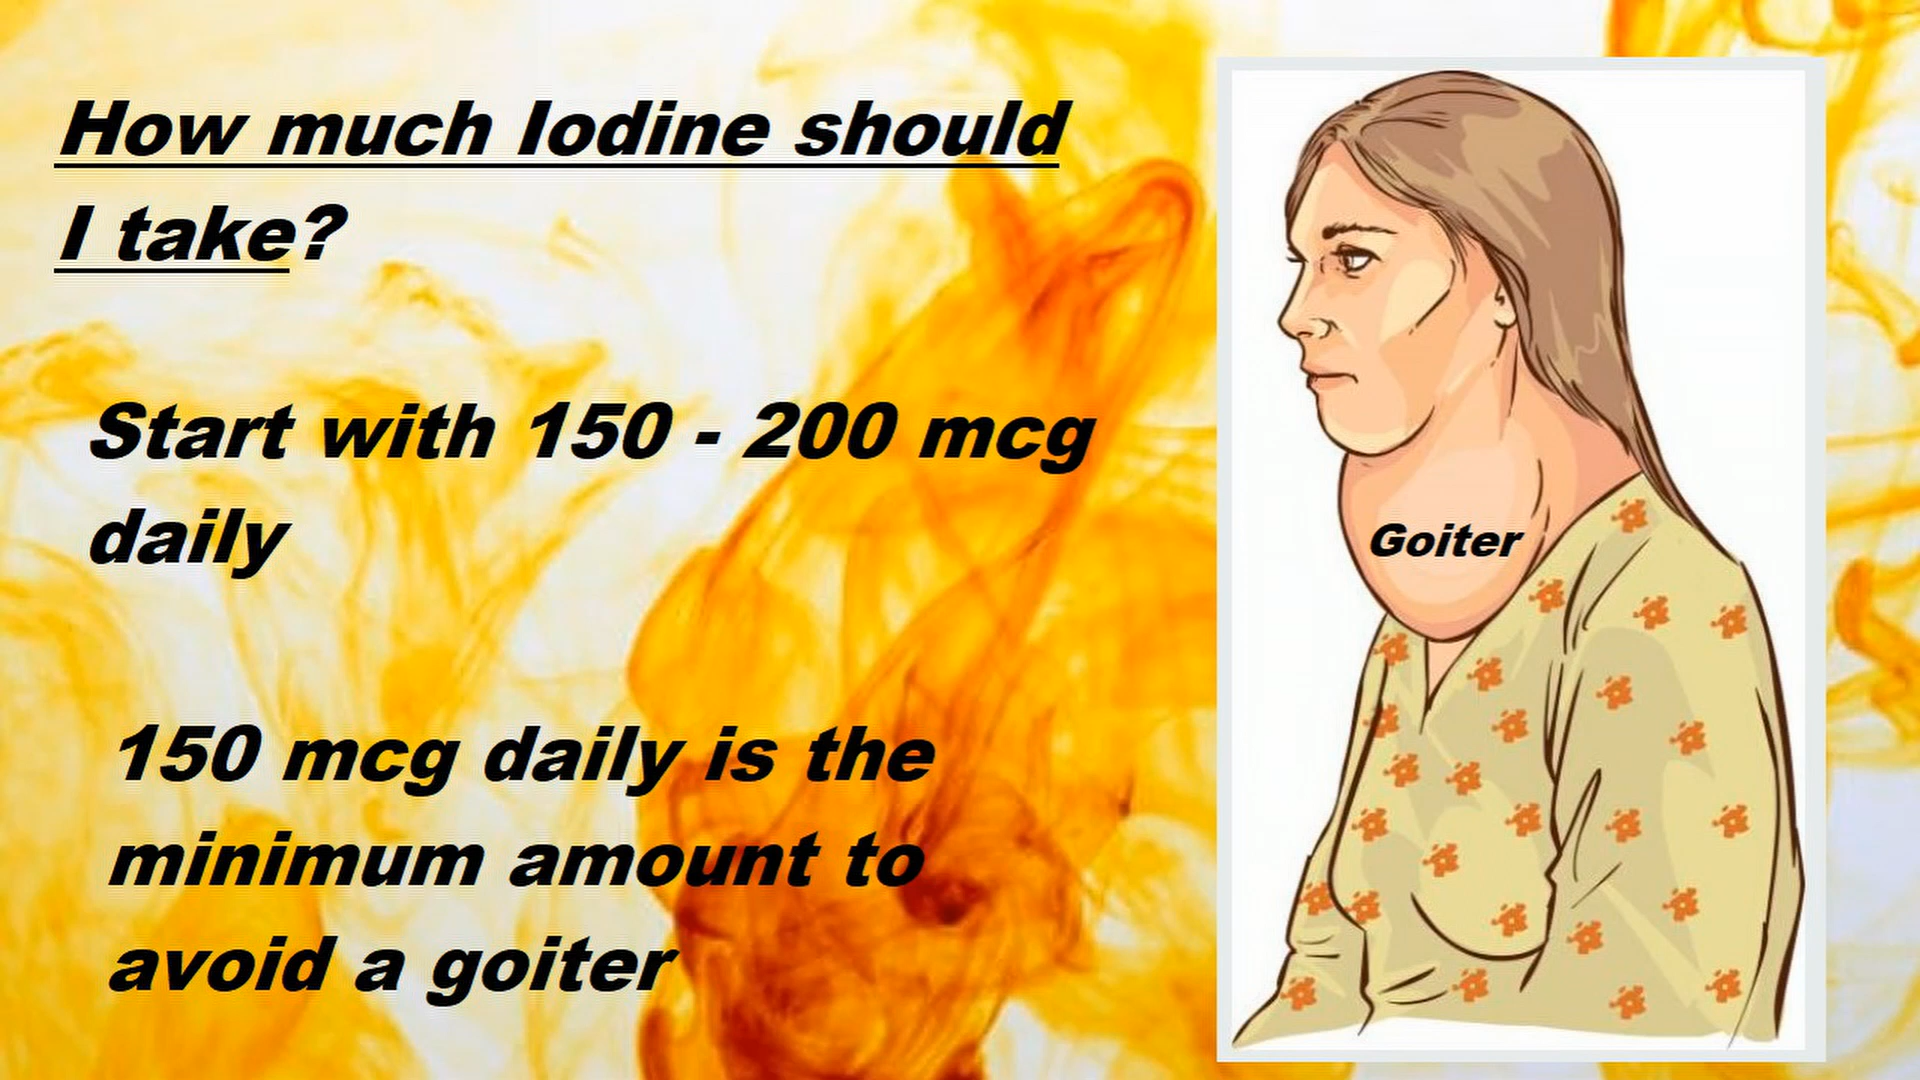 How much Iodine should
I take?
Start with 150 - 200 mcg
daily
150 mcg daily is the
minimum amount to
avoid a goiter
Goiter